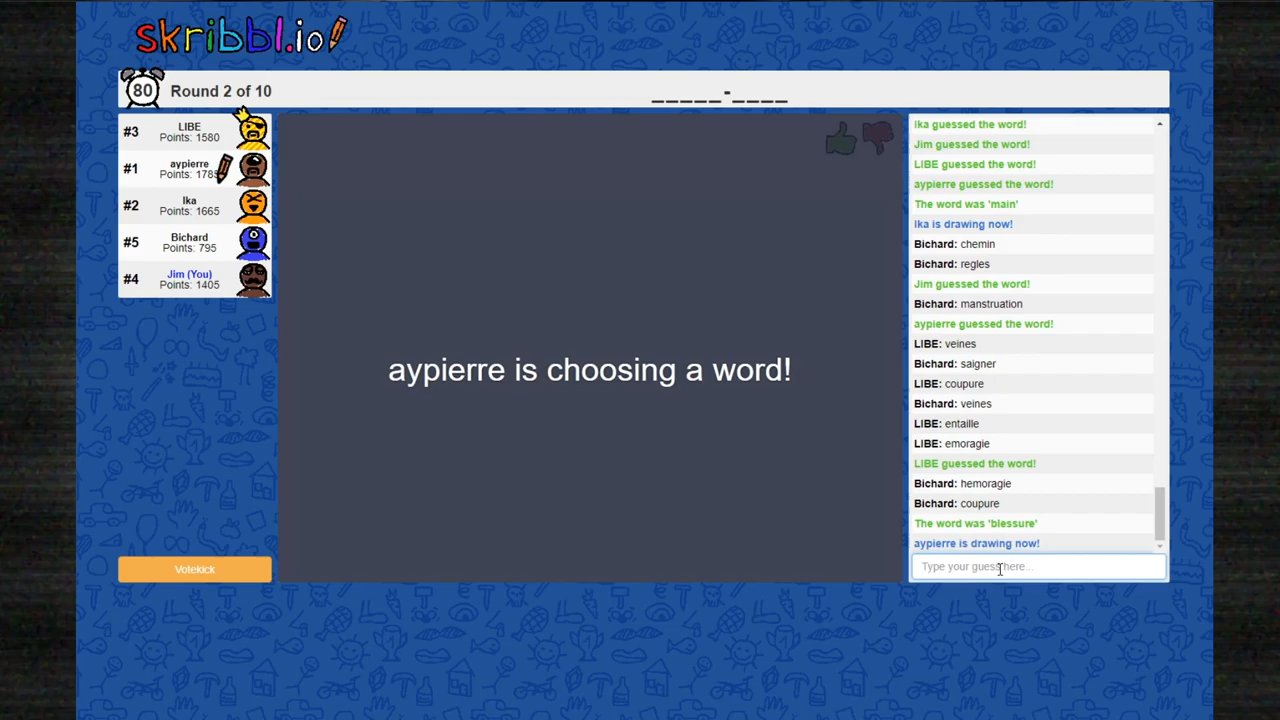 skribbl.io
80
Round 2 of 10
_____-____
#3
LIBE
Points: 1580
#1
aypierre
Points: 1785
#2
Ika
Points: 1665
#5
Bichard
Points: 795
#4
Jim (You)
Points: 1405
Votekick
aypierre is choosing a word!
Ika guessed the word!
Jim guessed the word!
LIBE guessed the word!
aypierre guessed the word!
The word was 'main'
Ika is drawing now!
Bichard: chemin
Bichard: regles
Jim guessed the word!
Bichard: manstruation
aypierre guessed the word!
LIBE: veines
Bichard: saigner
LIBE: coupure
Bichard: veines
LIBE: entaille
LIBE: emoragie
LIBE guessed the word!
Bichard: hemoragie
Bichard: coupure
The word was 'blessure'
aypierre is drawing now!
Type your guess here...